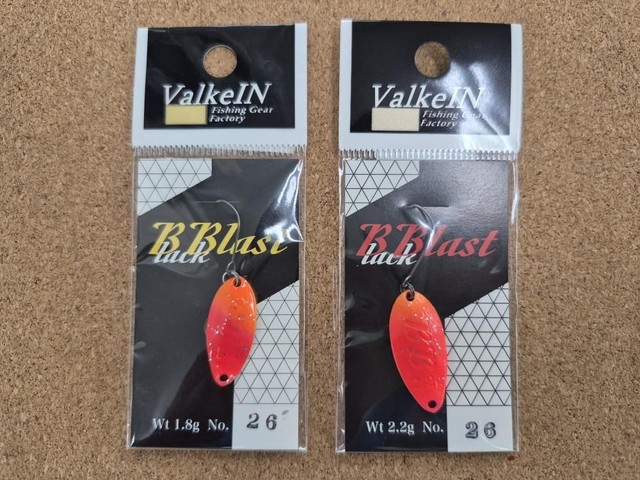 ValkeIN
Fishing Gear
Factory
BBlast
lack
Wt 1.8g No. 26
ValkeIN
Fishing Gear
Factory
BBlast
lack
Wt 2.2g No. 26